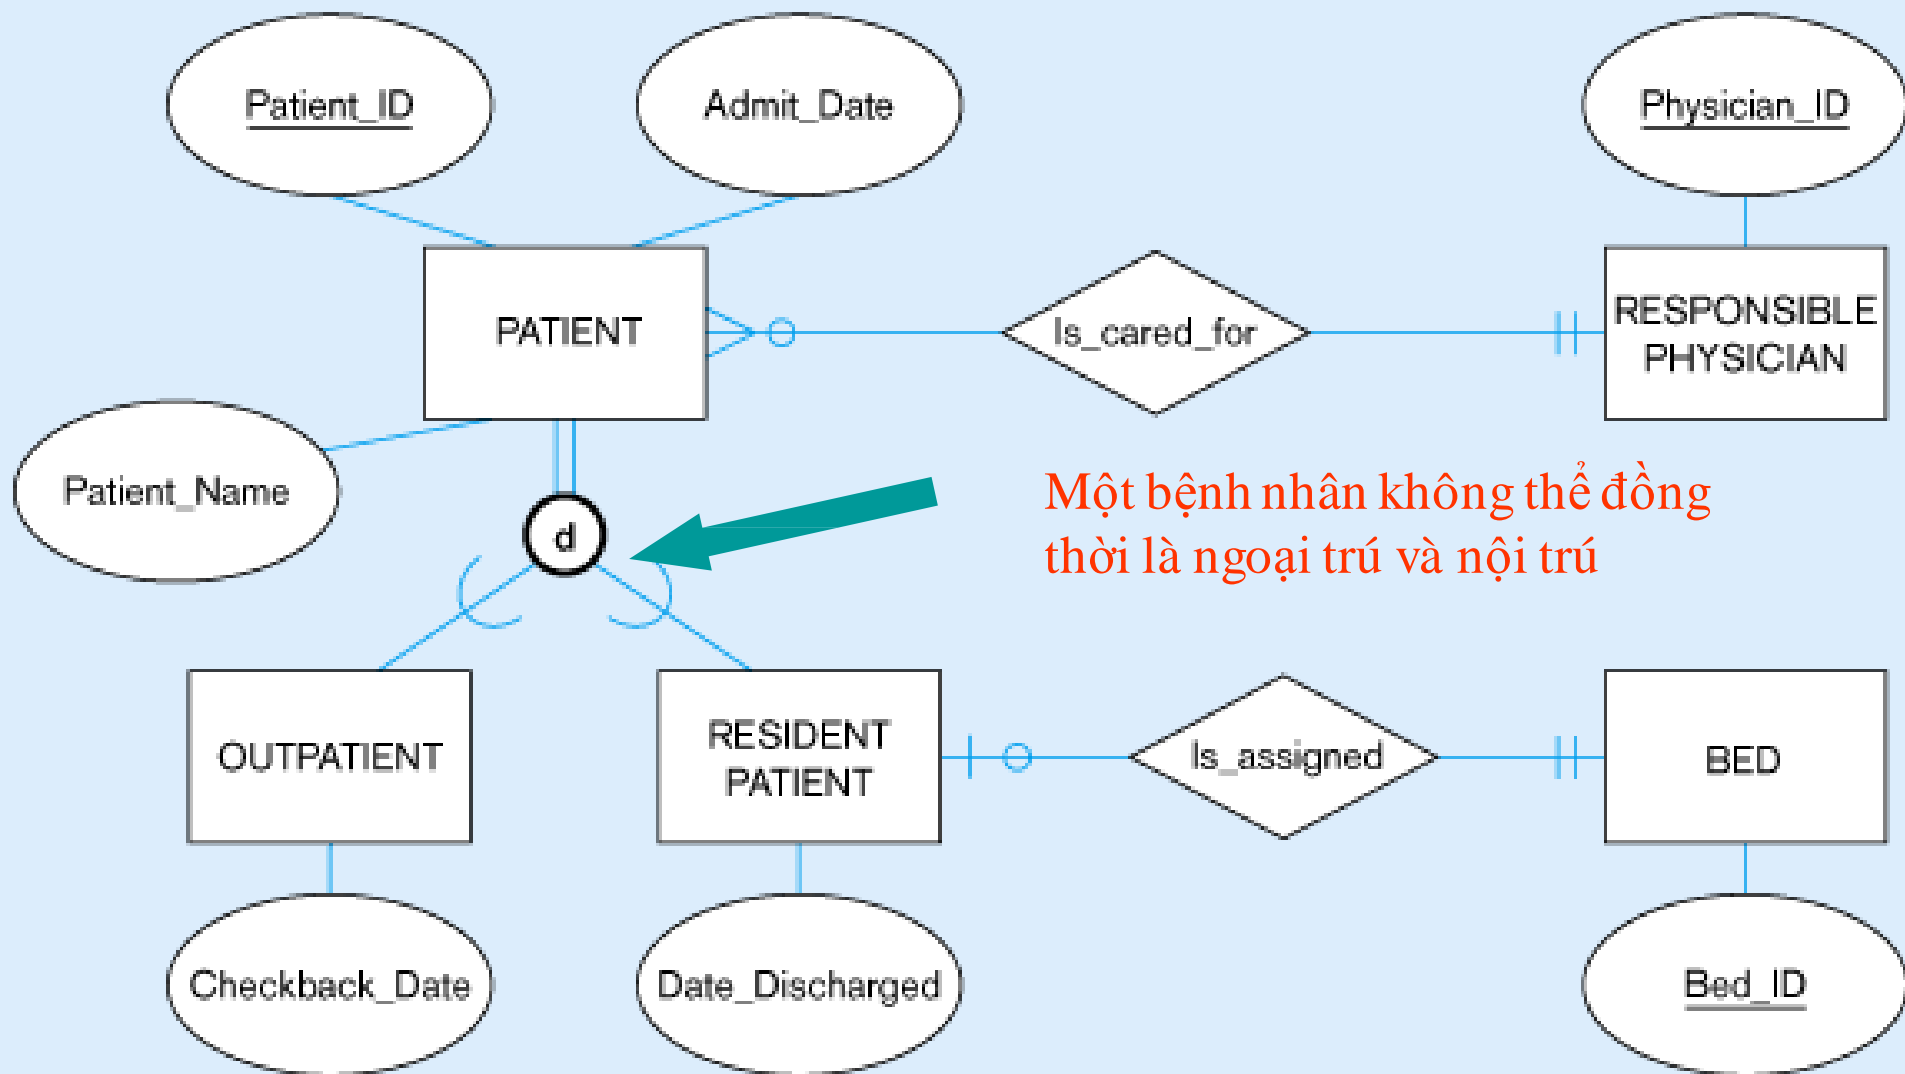 Patient_ID
Admit_Date
Physician_ID
PATIENT
Is_cared_for
RESPONSIBLE
PHYSICIAN
Patient_Name
Một bệnh nhân không thể đồng
thời là ngoại trú và nội trú
d
OUTPATIENT
RESIDENT
PATIENT
Is_assigned
BED
Checkback_Date
Date_Discharged
Bed_ID